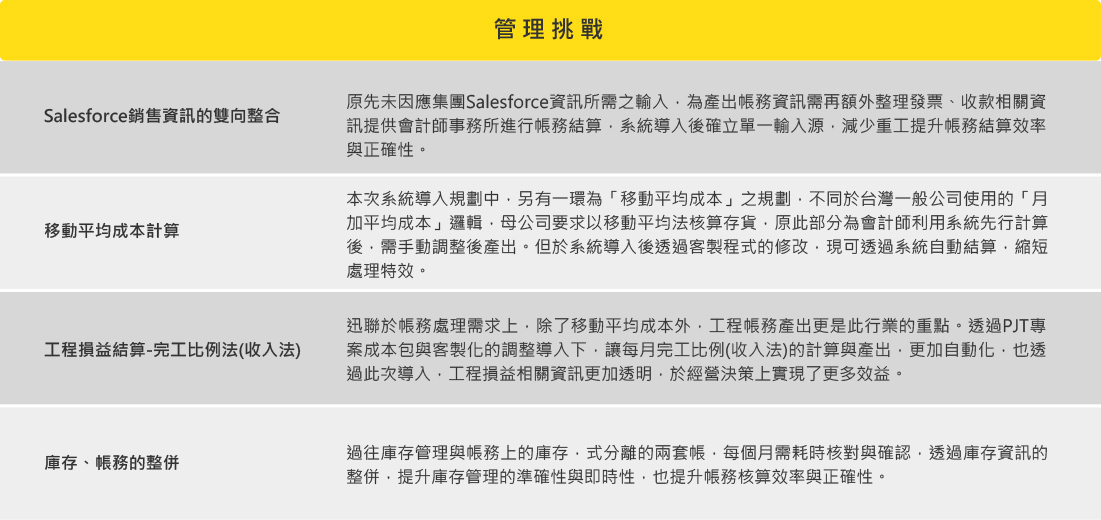 管理挑戰
Salesforce銷售資訊的雙向整合
原先未因應集團Salesforce資訊所需之輸入，為產出帳務資訊需再額外整理發票、收款相關資
訊提供會計師事務所進行帳務結算，系統導入後確立單一輸入源，減少重工提升帳務結算效率
與正確性。
移動平均成本計算
本次系統導入規劃中，另有一環為「移動平均成本」之規劃，不同於台灣一般公司使用的「月
加平均成本」邏輯，母公司要求以移動平均法核算存貨，原此部分為會計師利用系統先行計算
後，需手動調整後產出。但於系統導入後透過客製程式的修改，現可透過系統自動結算，縮短
處理特效。
工程損益結算-完工比例法(收入法)
迅聯於帳務處理需求上，除了移動平均成本外，工程帳務產出更是此行業的重點。透過PJT專
案成本包與客製化的調整導入下，讓每月完工比例(收入法)的計算與產出，更加自動化，也透
過此次導入，工程損益相關資訊更加透明，於經營決策上實現了更多效益。
庫存、帳務的整併
過往庫存管理與帳務上的庫存，式分離的兩套帳，每個月需耗時核對與確認，透過庫存資訊的
整併，提升庫存管理的準確性與即時性，也提升帳務核算效率與正確性。